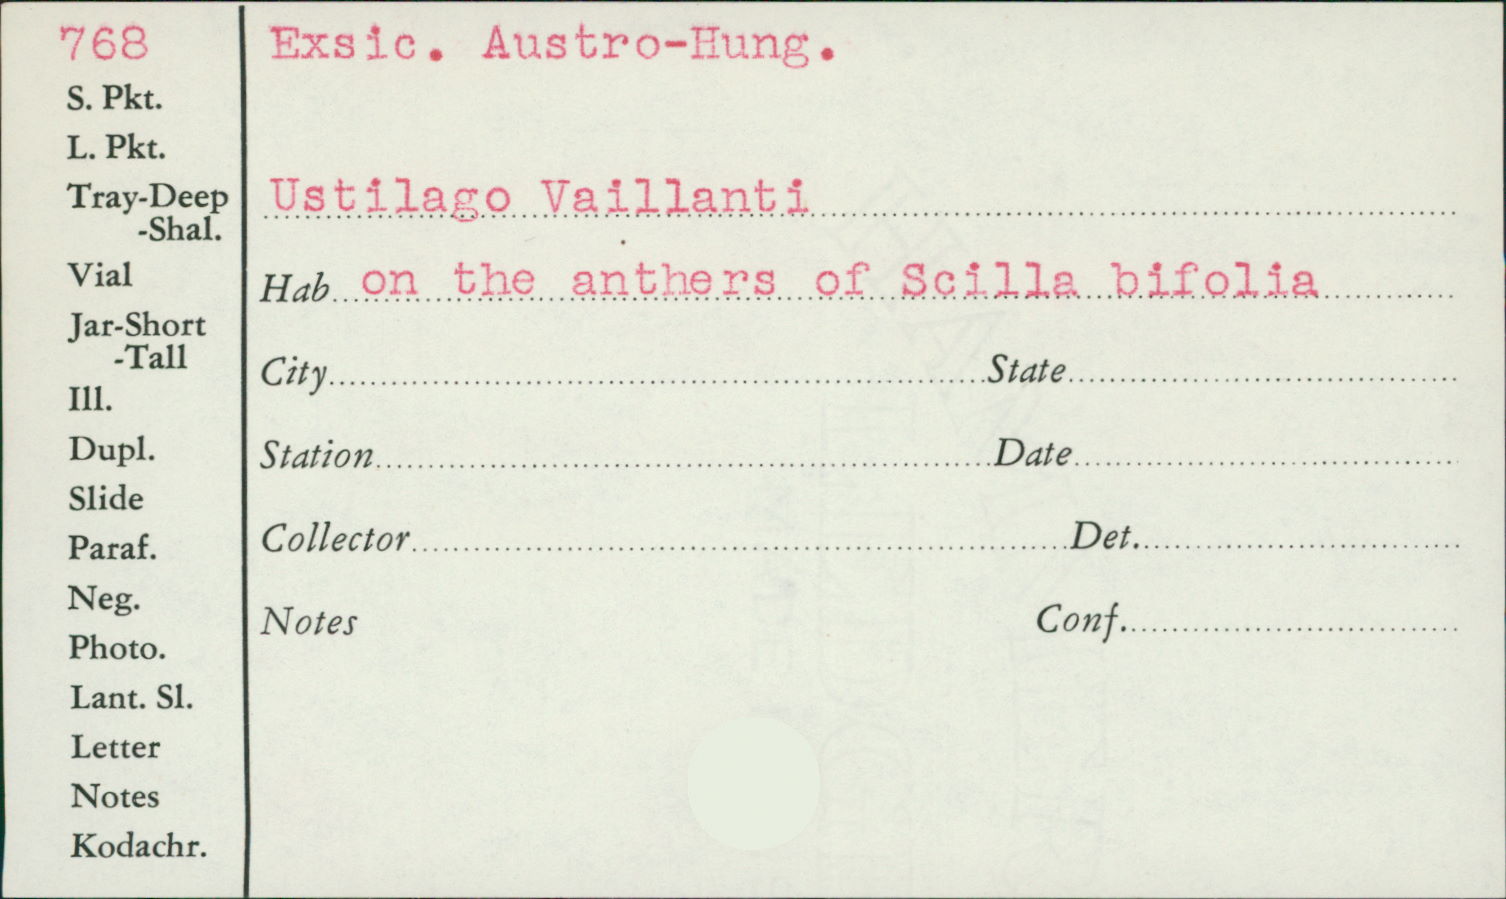 768
Exsic. Austro-Hung.
S. Pkt.
L. Pkt.
Tray-Deep
-Shal.
Vial
Jar-Short
-Tall
Ill.
Dupl.
Slide
Paraf.
Neg.
Photo.
Lant. Sl.
Letter
Notes
Kodachr.
Ustilago Vaillanti
Hab on the anthers of Scilla bifolia
City State
Station Date
Collector Det.
Notes Conf.